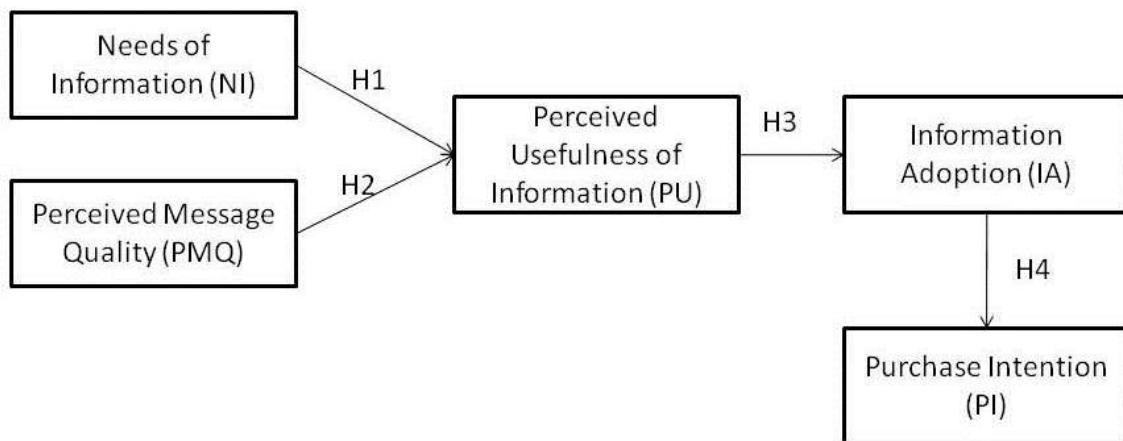 Needs of
Information (NI)
H1
Perceived Message
Quality (PMQ)
H2
Perceived
Usefulness of
Information (PU)
H3
Information
Adoption (IA)
H4
Purchase Intention
(PI)